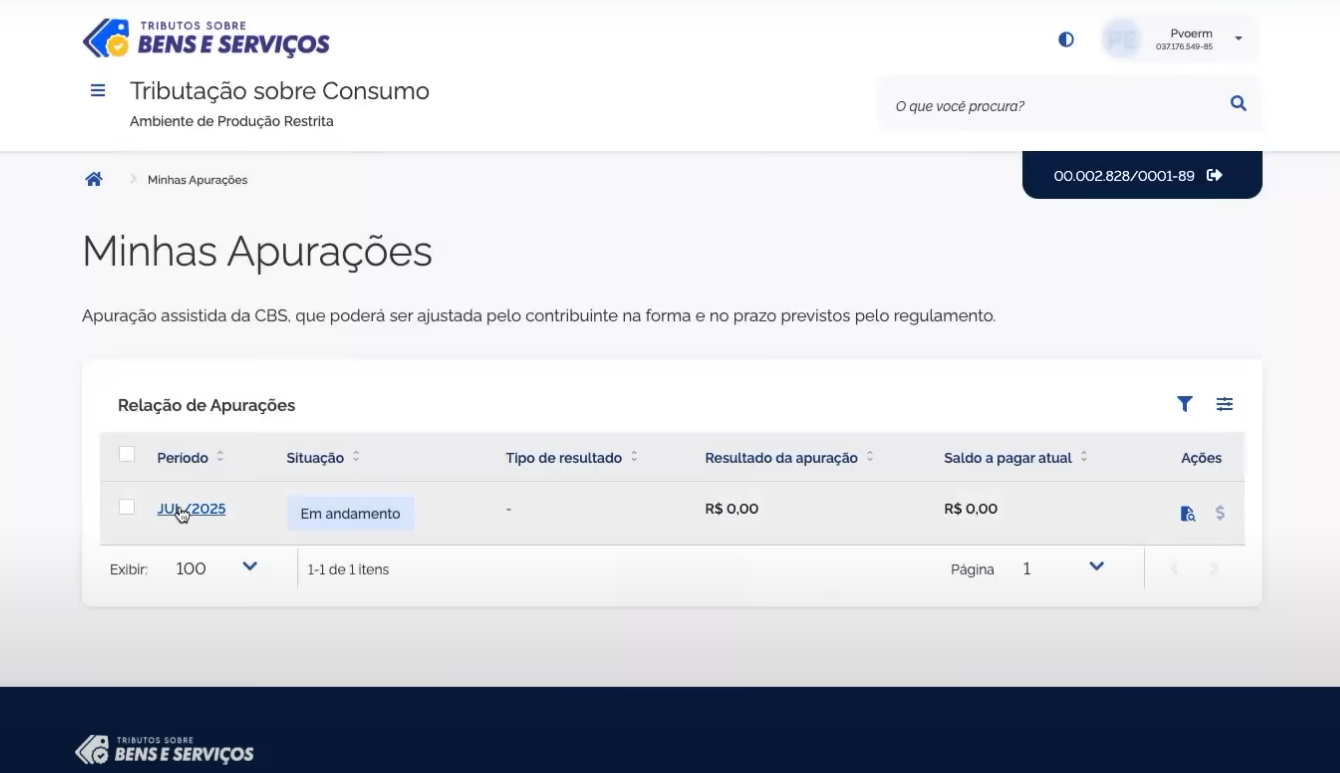 TRIBUTOS SOBRE
BENS E SERVIÇOS
PE
Pvoerm
037.176.549-85
Tributação sobre Consumo
Ambiente de Produção Restrita
O que você procura?
Minhas Apurações
00.002.828/0001-89
Minhas Apurações
Apuração assistida da CBS, que poderá ser ajustada pelo contribuinte na forma e no prazo previstos pelo regulamento.
Relação de Apurações
Período Situação Tipo de resultado Resultado da apuração Saldo a pagar atual Ações
JUL/2025 Em andamento - R$ 0,00 R$ 0,00 $
Exibir: 100 1-1 de 1 itens Página 1
TRIBUTOS SOBRE
BENS E SERVIÇOS